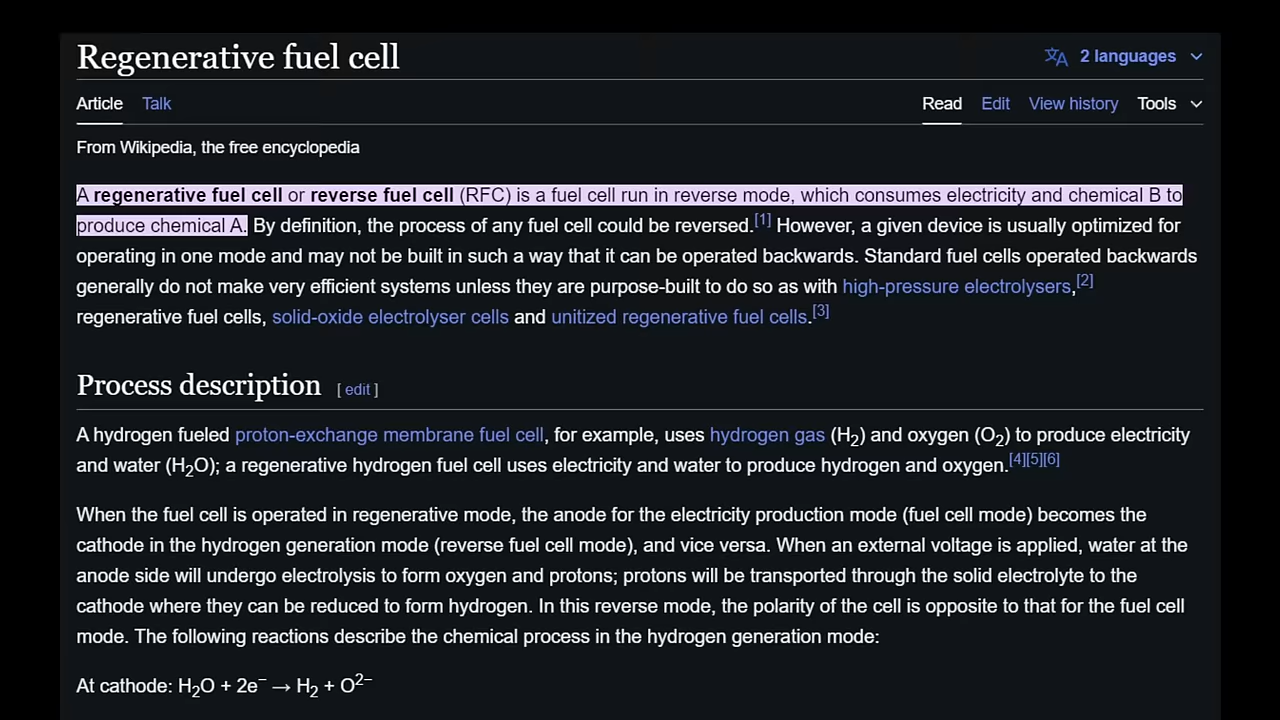 Regenerative fuel cell
2 languages
Article Talk
Read Edit View history Tools
From Wikipedia, the free encyclopedia
A regenerative fuel cell or reverse fuel cell (RFC) is a fuel cell run in reverse mode, which consumes electricity and chemical B to
produce chemical A. By definition, the process of any fuel cell could be reversed.[1] However, a given device is usually optimized for
operating in one mode and may not be built in such a way that it can be operated backwards. Standard fuel cells operated backwards
generally do not make very efficient systems unless they are purpose-built to do so as with high-pressure electrolysers,[2]
regenerative fuel cells, solid-oxide electrolyser cells and unitized regenerative fuel cells.[3]
Process description [ edit ]
A hydrogen fueled proton-exchange membrane fuel cell, for example, uses hydrogen gas (H₂) and oxygen (O₂) to produce electricity
and water (H₂O); a regenerative hydrogen fuel cell uses electricity and water to produce hydrogen and oxygen.[4][5][6]
When the fuel cell is operated in regenerative mode, the anode for the electricity production mode (fuel cell mode) becomes the
cathode in the hydrogen generation mode (reverse fuel cell mode), and vice versa. When an external voltage is applied, water at the
anode side will undergo electrolysis to form oxygen and protons; protons will be transported through the solid electrolyte to the
cathode where they can be reduced to form hydrogen. In this reverse mode, the polarity of the cell is opposite to that for the fuel cell
mode. The following reactions describe the chemical process in the hydrogen generation mode:
At cathode: H₂O + 2e⁻ → H₂ + O²⁻